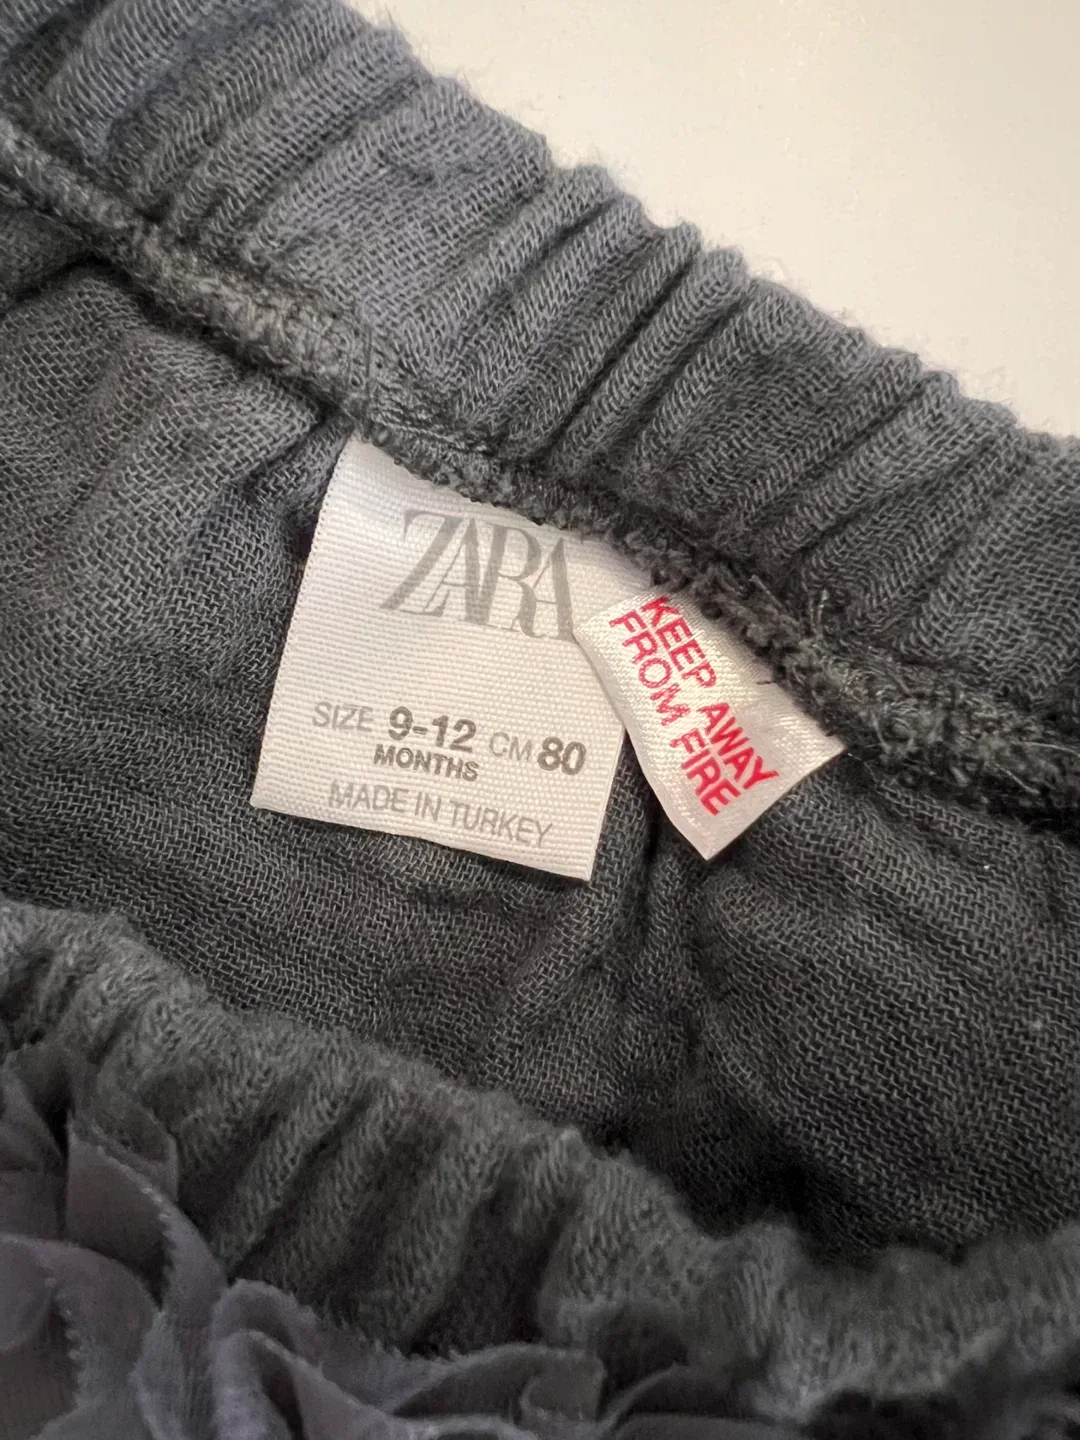 ZARA
SIZE 9-12 CM 80
MONTHS
MADE IN TURKEY
KEEP AWAY
FROM FIRE